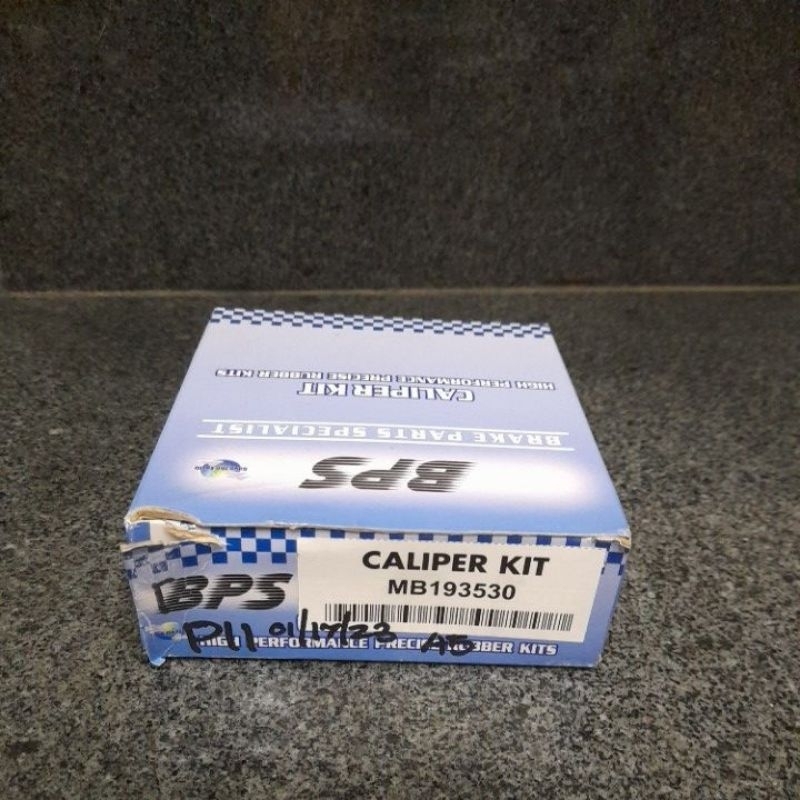 HIGH PERFORMANCE PRECISE RUBBER KITS
CALIPER KIT
BRAKE PARTS SPECIALIST
BPS
BPS
CALIPER KIT
MB193530
P11 01/17/23 A5
HIGH PERFORMANCE PRECISE RUBBER KITS